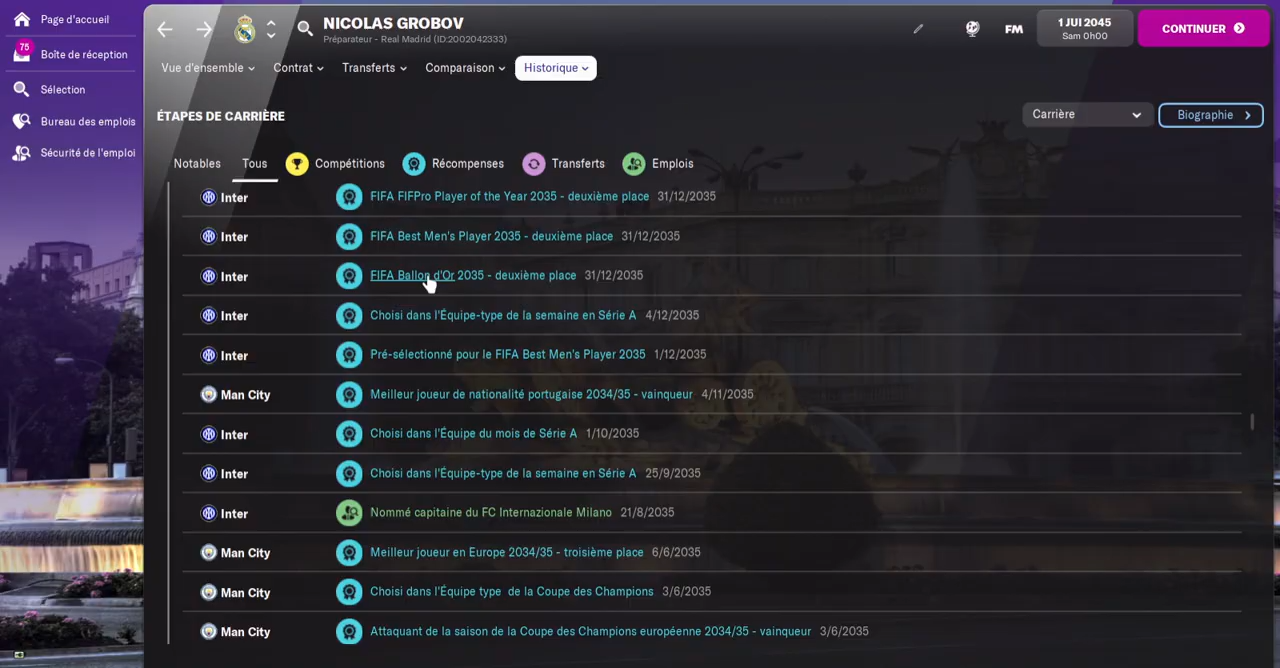 Page d'accueil
75
Boîte de réception
Sélection
Bureau des emplois
Sécurité de l'emploi
NICOLAS GROBOV
Préparateur - Real Madrid (ID:2002042333)
FM
1 JUI 2045
Sam 0h00
CONTINUER
Vue d'ensemble
Contrat
Transferts
Comparaison
Historique
ÉTAPES DE CARRIÈRE
Carrière
Biographie
Notables
Tous
Compétitions
Récompenses
Transferts
Emplois
Inter FIFA FIFPro Player of the Year 2035 - deuxième place 31/12/2035
Inter FIFA Best Men's Player 2035 - deuxième place 31/12/2035
Inter FIFA Ballon d'Or 2035 - deuxième place 31/12/2035
Inter Choisi dans l'Équipe-type de la semaine en Série A 4/12/2035
Inter Pré-sélectionné pour le FIFA Best Men's Player 2035 1/12/2035
Man City Meilleur joueur de nationalité portugaise 2034/35 - vainqueur 4/11/2035
Inter Choisi dans l'Équipe du mois de Série A 1/10/2035
Inter Choisi dans l'Équipe-type de la semaine en Série A 25/9/2035
Inter Nommé capitaine du FC Internazionale Milano 21/8/2035
Man City Meilleur joueur en Europe 2034/35 - troisième place 6/6/2035
Man City Choisi dans l'Équipe type de la Coupe des Champions 3/6/2035
Man City Attaquant de la saison de la Coupe des Champions européenne 2034/35 - vainqueur 3/6/2035